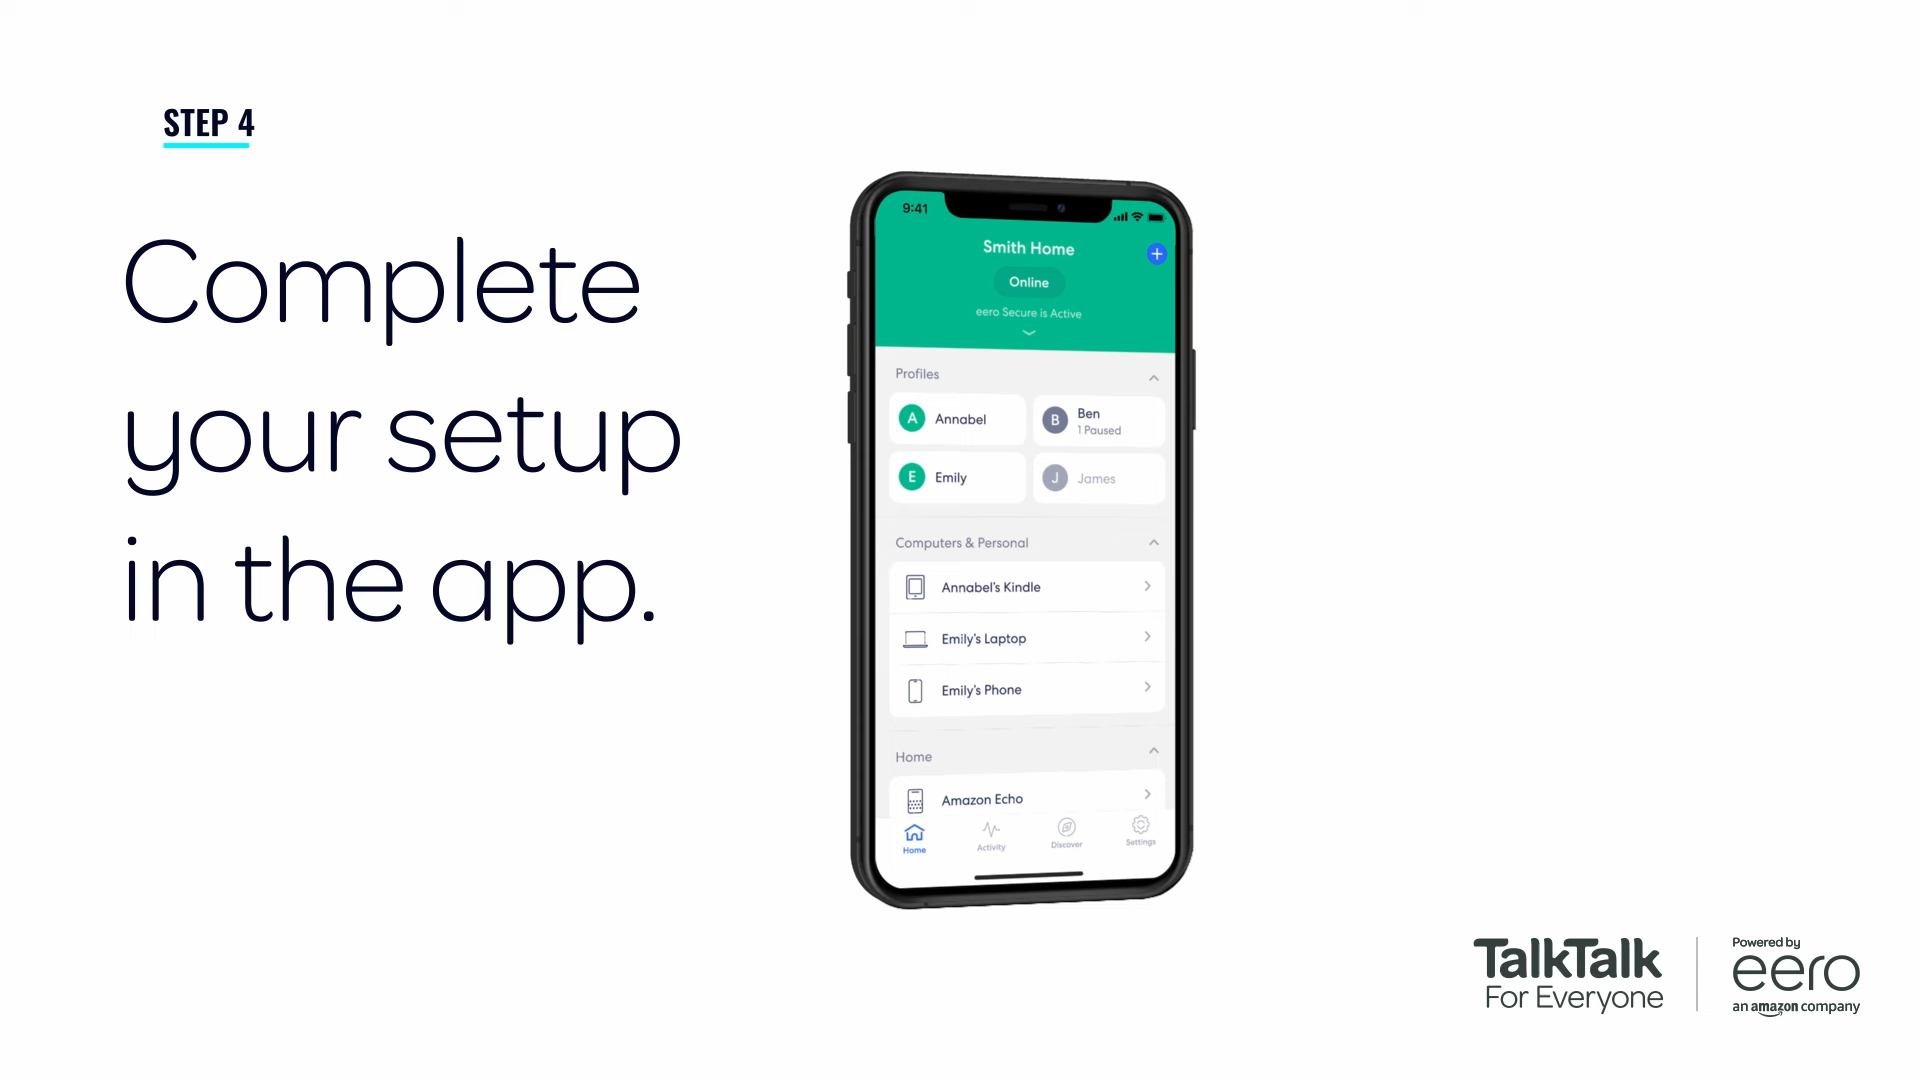 STEP 4
Complete
your setup
in the app.
9:41
Smith Home
+
Online
eero Secure is Active
Profiles
A Annabel
B Ben
1 Paused
E Emily
J James
Computers & Personal
Annabel's Kindle
Emily's Laptop
Emily's Phone
Home
Amazon Echo
Home Activity Discover Settings
TalkTalk
For Everyone
Powered by
eero
an amazon company